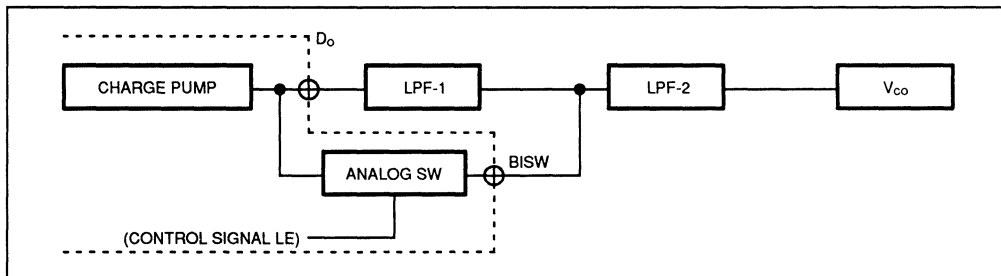 Do
CHARGE PUMP
LPF-1
LPF-2
Vco
ANALOG SW
BISW
(CONTROL SIGNAL LE)